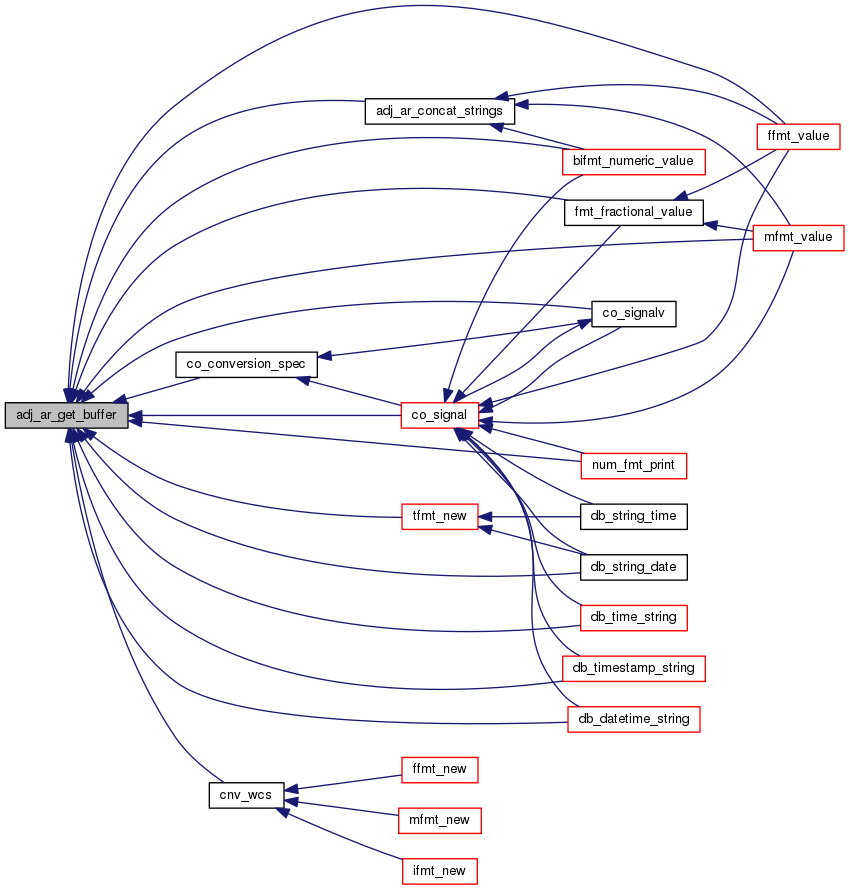 adj_ar_concat_strings
ffmt_value
bifmt_numeric_value
fmt_fractional_value
mfmt_value
co_signalv
co_conversion_spec
adj_ar_get_buffer
co_signal
num_fmt_print
tfmt_new
db_string_time
db_string_date
db_time_string
db_timestamp_string
db_datetime_string
ffmt_new
cnv_wcs
mfmt_new
ifmt_new